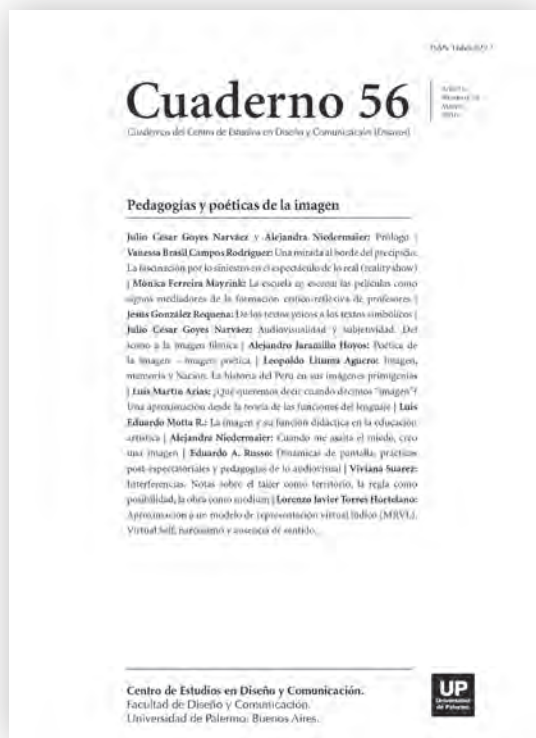 Cuaderno 56
Cuadernos del Centro de Estudios en Diseño y Comunicación [Ensayos]
Pedagogías y poéticas de la imagen
Julio César Goyes Narváez y Alejandra Niedermaier: Prólogo |
Vanessa Brasil Campos Rodríguez: Una mirada al borde del precipicio.
La fascinación por lo siniestro en el espectáculo de lo real (reality show)
| Mônica Ferreira Mayrink: La escuela en escena: las películas como
signos mediadores de la formación crítico-reflexiva de profesores |
Jesús González Requena: De los textos yoicos a los textos simbólicos |
Julio César Goyes Narváez: Audiovisualidad y subjetividad. Del
ícono a la imagen fílmica | Alejandro Jaramillo Hoyos: Poética de
la imagen - imagen poética | Leopoldo Lituma Agüero: Imagen,
memoria y Nación. La historia del Perú en sus imágenes primigenias
| Luis Martín Arias: ¿Qué queremos decir cuando decimos "imagen"?
Una aproximación desde la teoría de las funciones del lenguaje | Luis
Eduardo Motta R.: La imagen y su función didáctica en la educación
artística | Alejandra Niedermaier: Cuando me asalta el miedo, creo
una imagen | Eduardo A. Russo: Dinámicas de pantalla, prácticas
post-espectatoriales y pedagogías de lo audiovisual | Viviana Suárez:
Interferencias. Notas sobre el taller como territorio, la regla como
posibilidad, la obra como medium | Lorenzo Javier Torres Hortelano:
Aproximación a un modelo de representación virtual lúdico (MRVL).
Virtual Self, narcisismo y ausencia de sentido.
Centro de Estudios en Diseño y Comunicación.
Facultad de Diseño y Comunicación.
Universidad de Palermo. Buenos Aires.
UP
Universidad
de Palermo